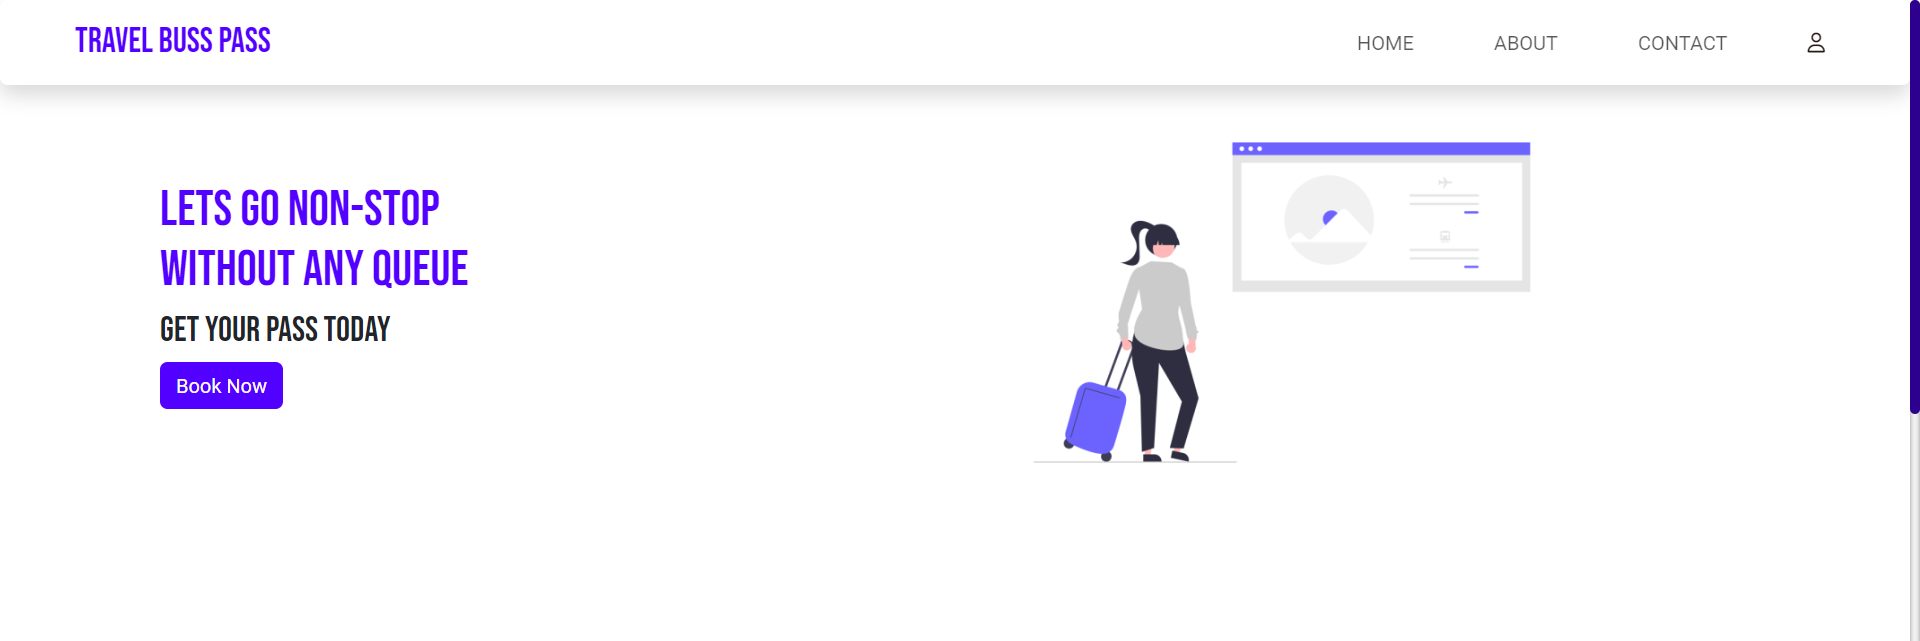 TRAVEL BUSS PASS
HOME
ABOUT
CONTACT
LETS GO NON-STOP
WITHOUT ANY QUEUE
GET YOUR PASS TODAY
Book Now